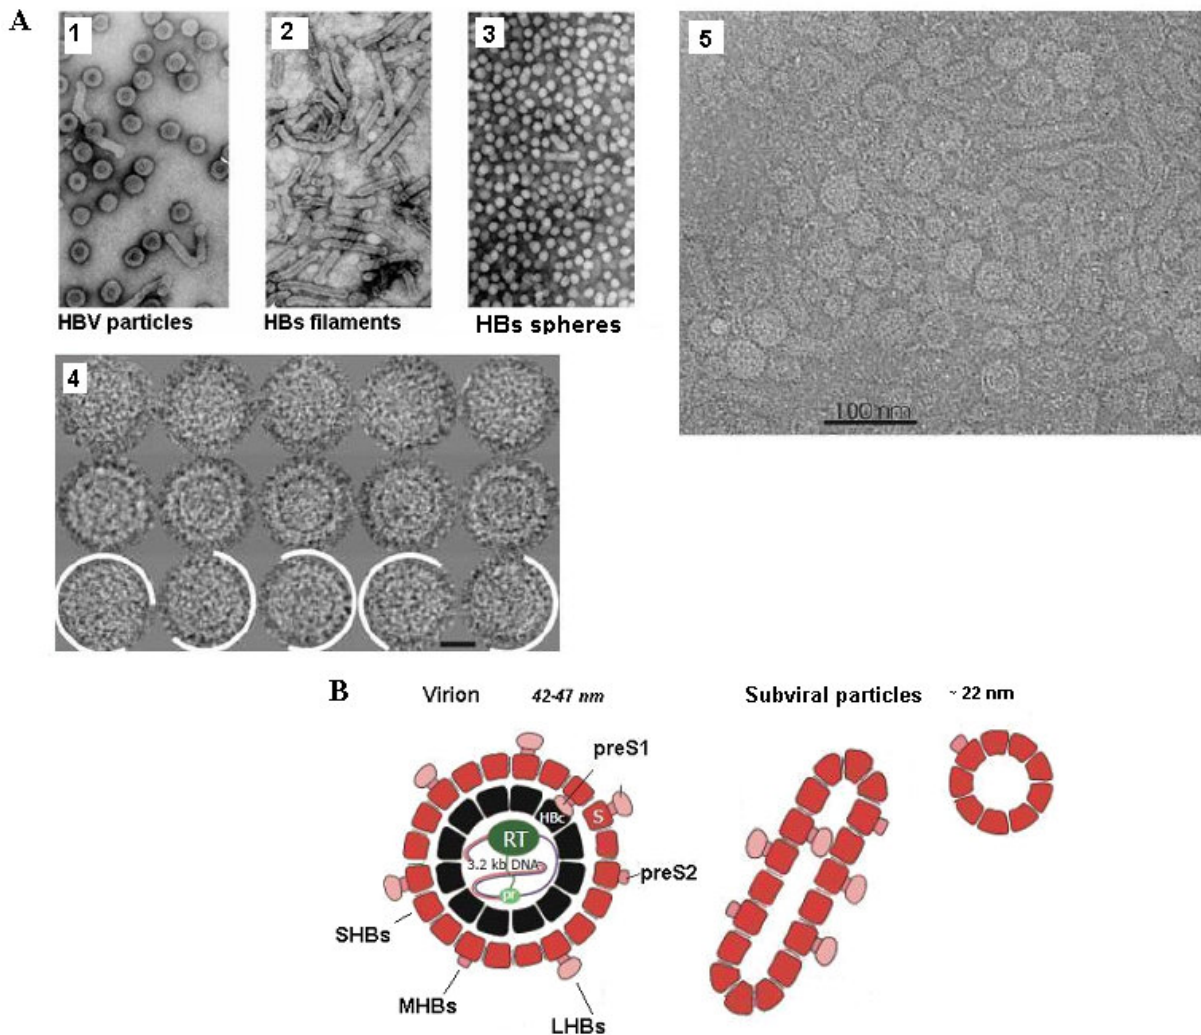 A
1
2
3
HBV particles
HBs filaments
HBs spheres
5
100 nm
4
B
Virion 42-47 nm
Subviral particles ~ 22 nm
preS1
HBc
S
RT
3.2 kb DNA
pr
preS2
SHBs
MHBs
LHBs